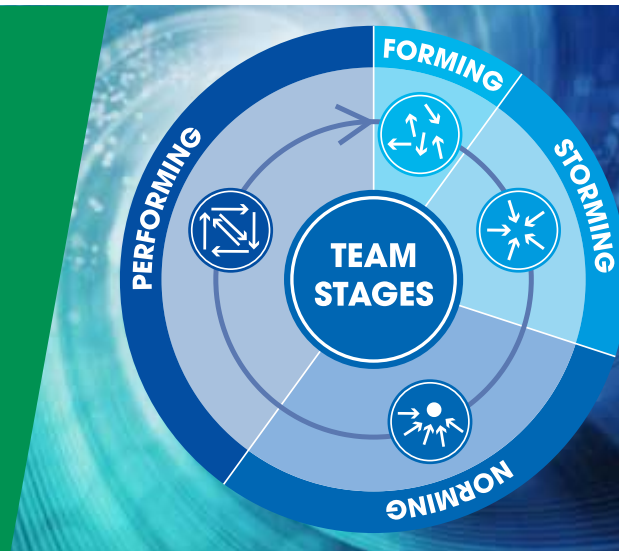 FORMING
STORMING
NORMING
PERFORMING
TEAM
STAGES